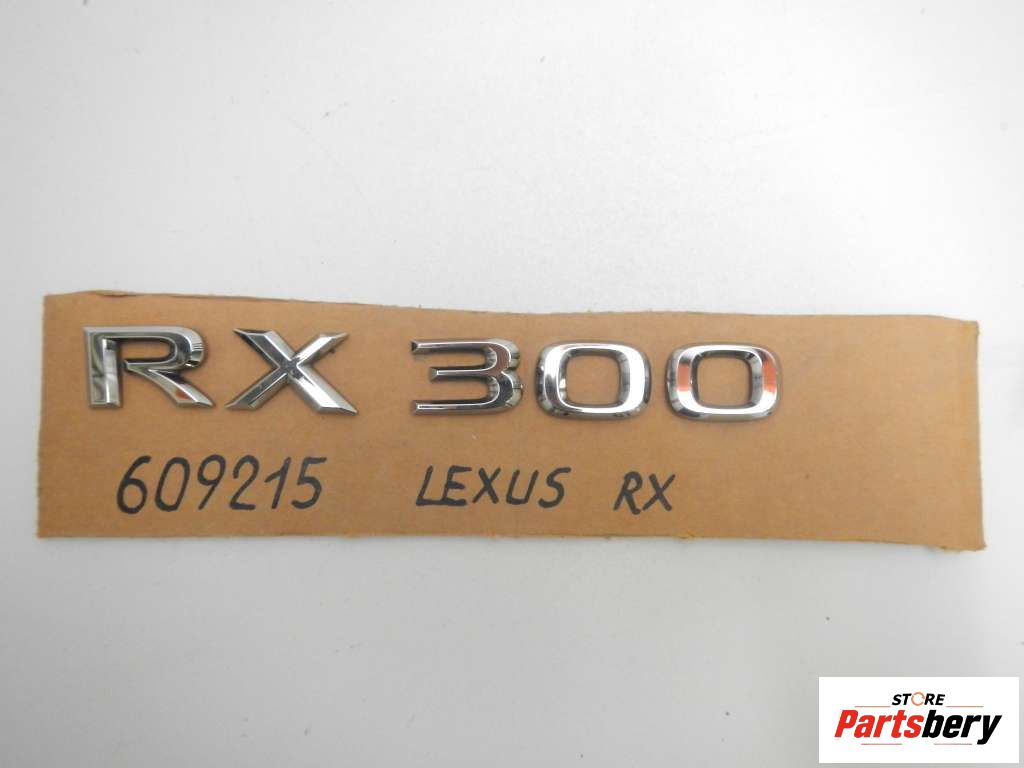 RX 300
609215 LEXUS RX
STORE
Partsbery